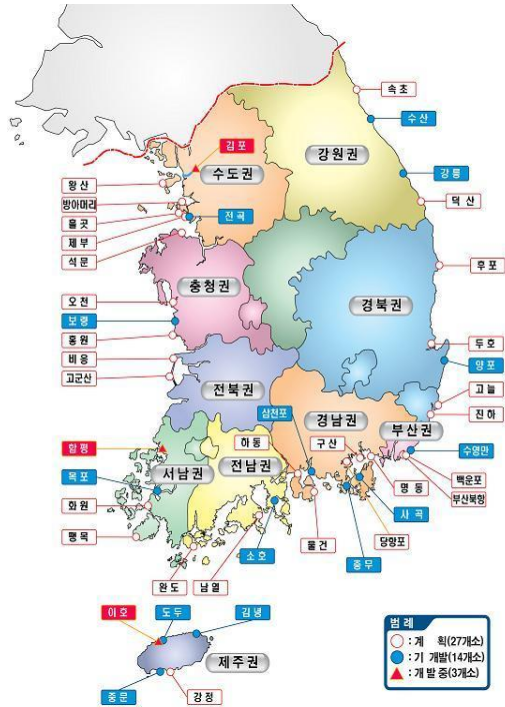 속초
수산
김포
강원권
수도권
강릉
왕산
덕산
방아머리
흘곳
전곡
제부
석문
후포
충청권
오천
경북권
보령
홍원
두호
비응
양포
고군산
전북권
고늘
진하
삼천포
경남권
부산권
함평
하동
구산
수영만
서남권
전남권
목포
백운포
명동
부산북항
화원
사곡
당항포
팽목
물건
충무
소호
완도
남열
이호
도두
김녕
제주권
중문
강정
범례
: 계 획(27개소)
: 기 개발(14개소)
: 개발중(3개소)